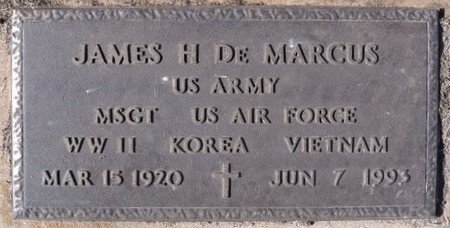 JAMES H DE MARCUS
US ARMY
MSGT US AIR FORCE
WW II KOREA VIETNAM
MAR 15 1920 JUN 7 1993